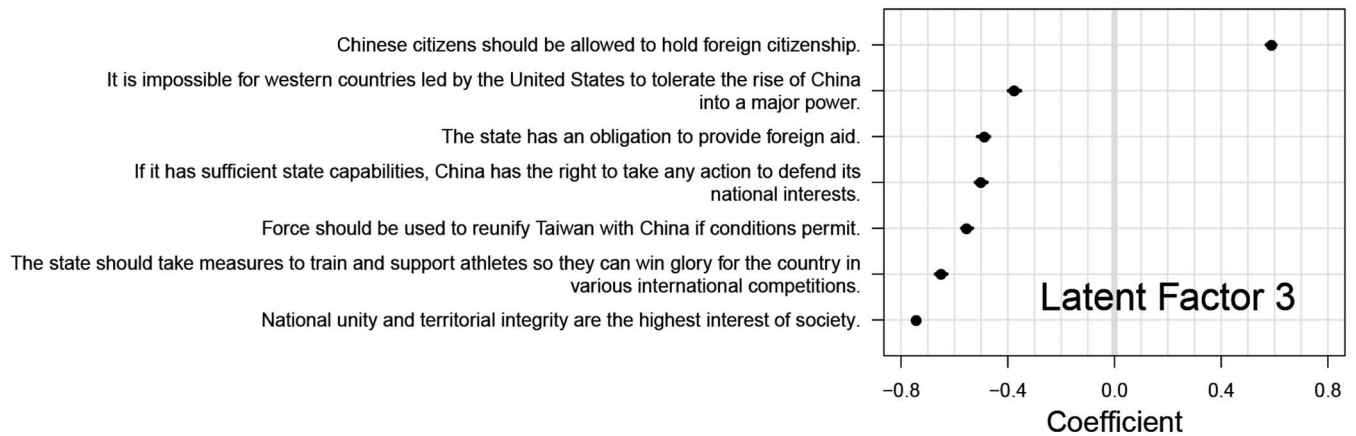 Chinese citizens should be allowed to hold foreign citizenship.
It is impossible for western countries led by the United States to tolerate the rise of China
into a major power.
The state has an obligation to provide foreign aid.
If it has sufficient state capabilities, China has the right to take any action to defend its
national interests.
Force should be used to reunify Taiwan with China if conditions permit.
The state should take measures to train and support athletes so they can win glory for the country in
various international competitions.
National unity and territorial integrity are the highest interest of society.
Latent Factor 3
−0.8 −0.4 0.0 0.4 0.8
Coefficient